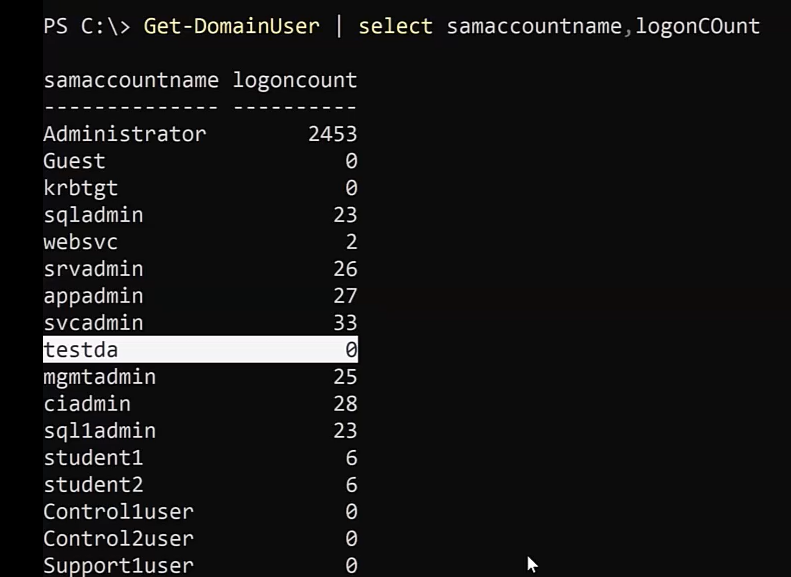 PS C:\> Get-DomainUser | select samaccountname,logonCOunt
samaccountname logoncount
-------------- ----------
Administrator 2453
Guest 0
krbtgt 0
sqladmin 23
websvc 2
srvadmin 26
appadmin 27
svcadmin 33
testda 0
mgmtadmin 25
ciadmin 28
sql1admin 23
student1 6
student2 6
Control1user 0
Control2user 0
Support1user 0